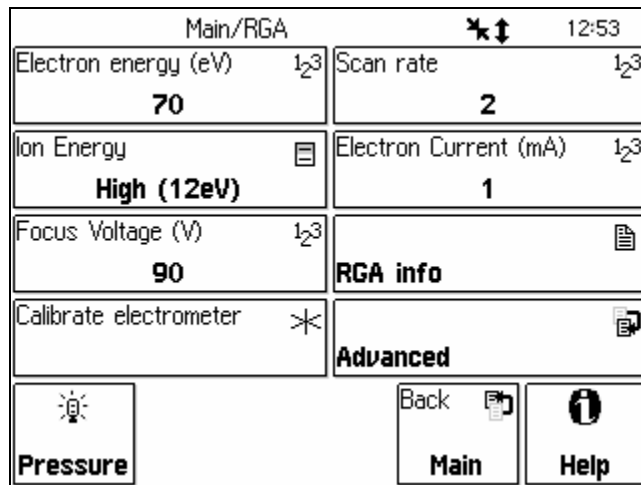 Main/RGA 12:53
Electron energy (eV) 123
70
Scan rate 123
2
Ion Energy
High (12eV)
Electron Current (mA) 123
1
Focus Voltage (V) 123
90
RGA info
Calibrate electrometer
Advanced
Pressure
Back
Main
Help